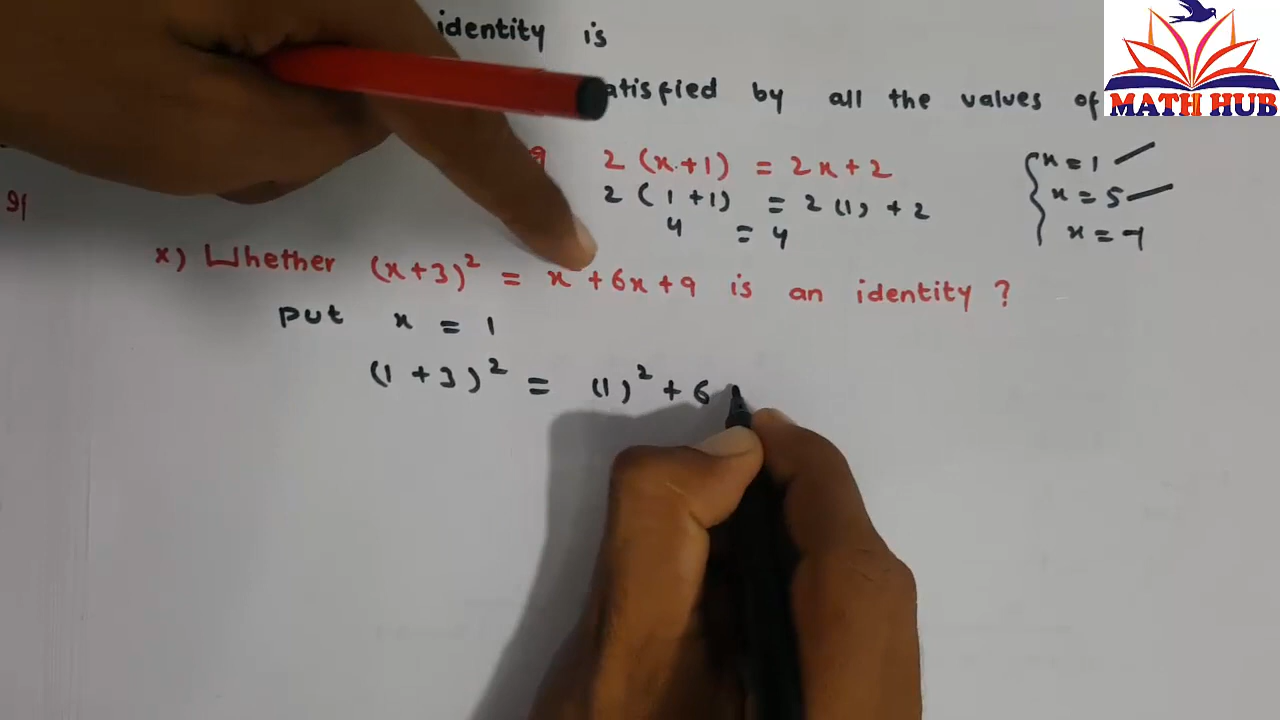 identity is
atisfied by all the values of
MATH HUB
9 2 (x+1) = 2x+2
2 (1+1) = 2(1) + 2
4 = 4
{ x = 1
x = 5
x = -1
x) Whether (x+3)² = x +6x+9 is an identity ?
put x = 1
(1 +3)² = (1)² + 6